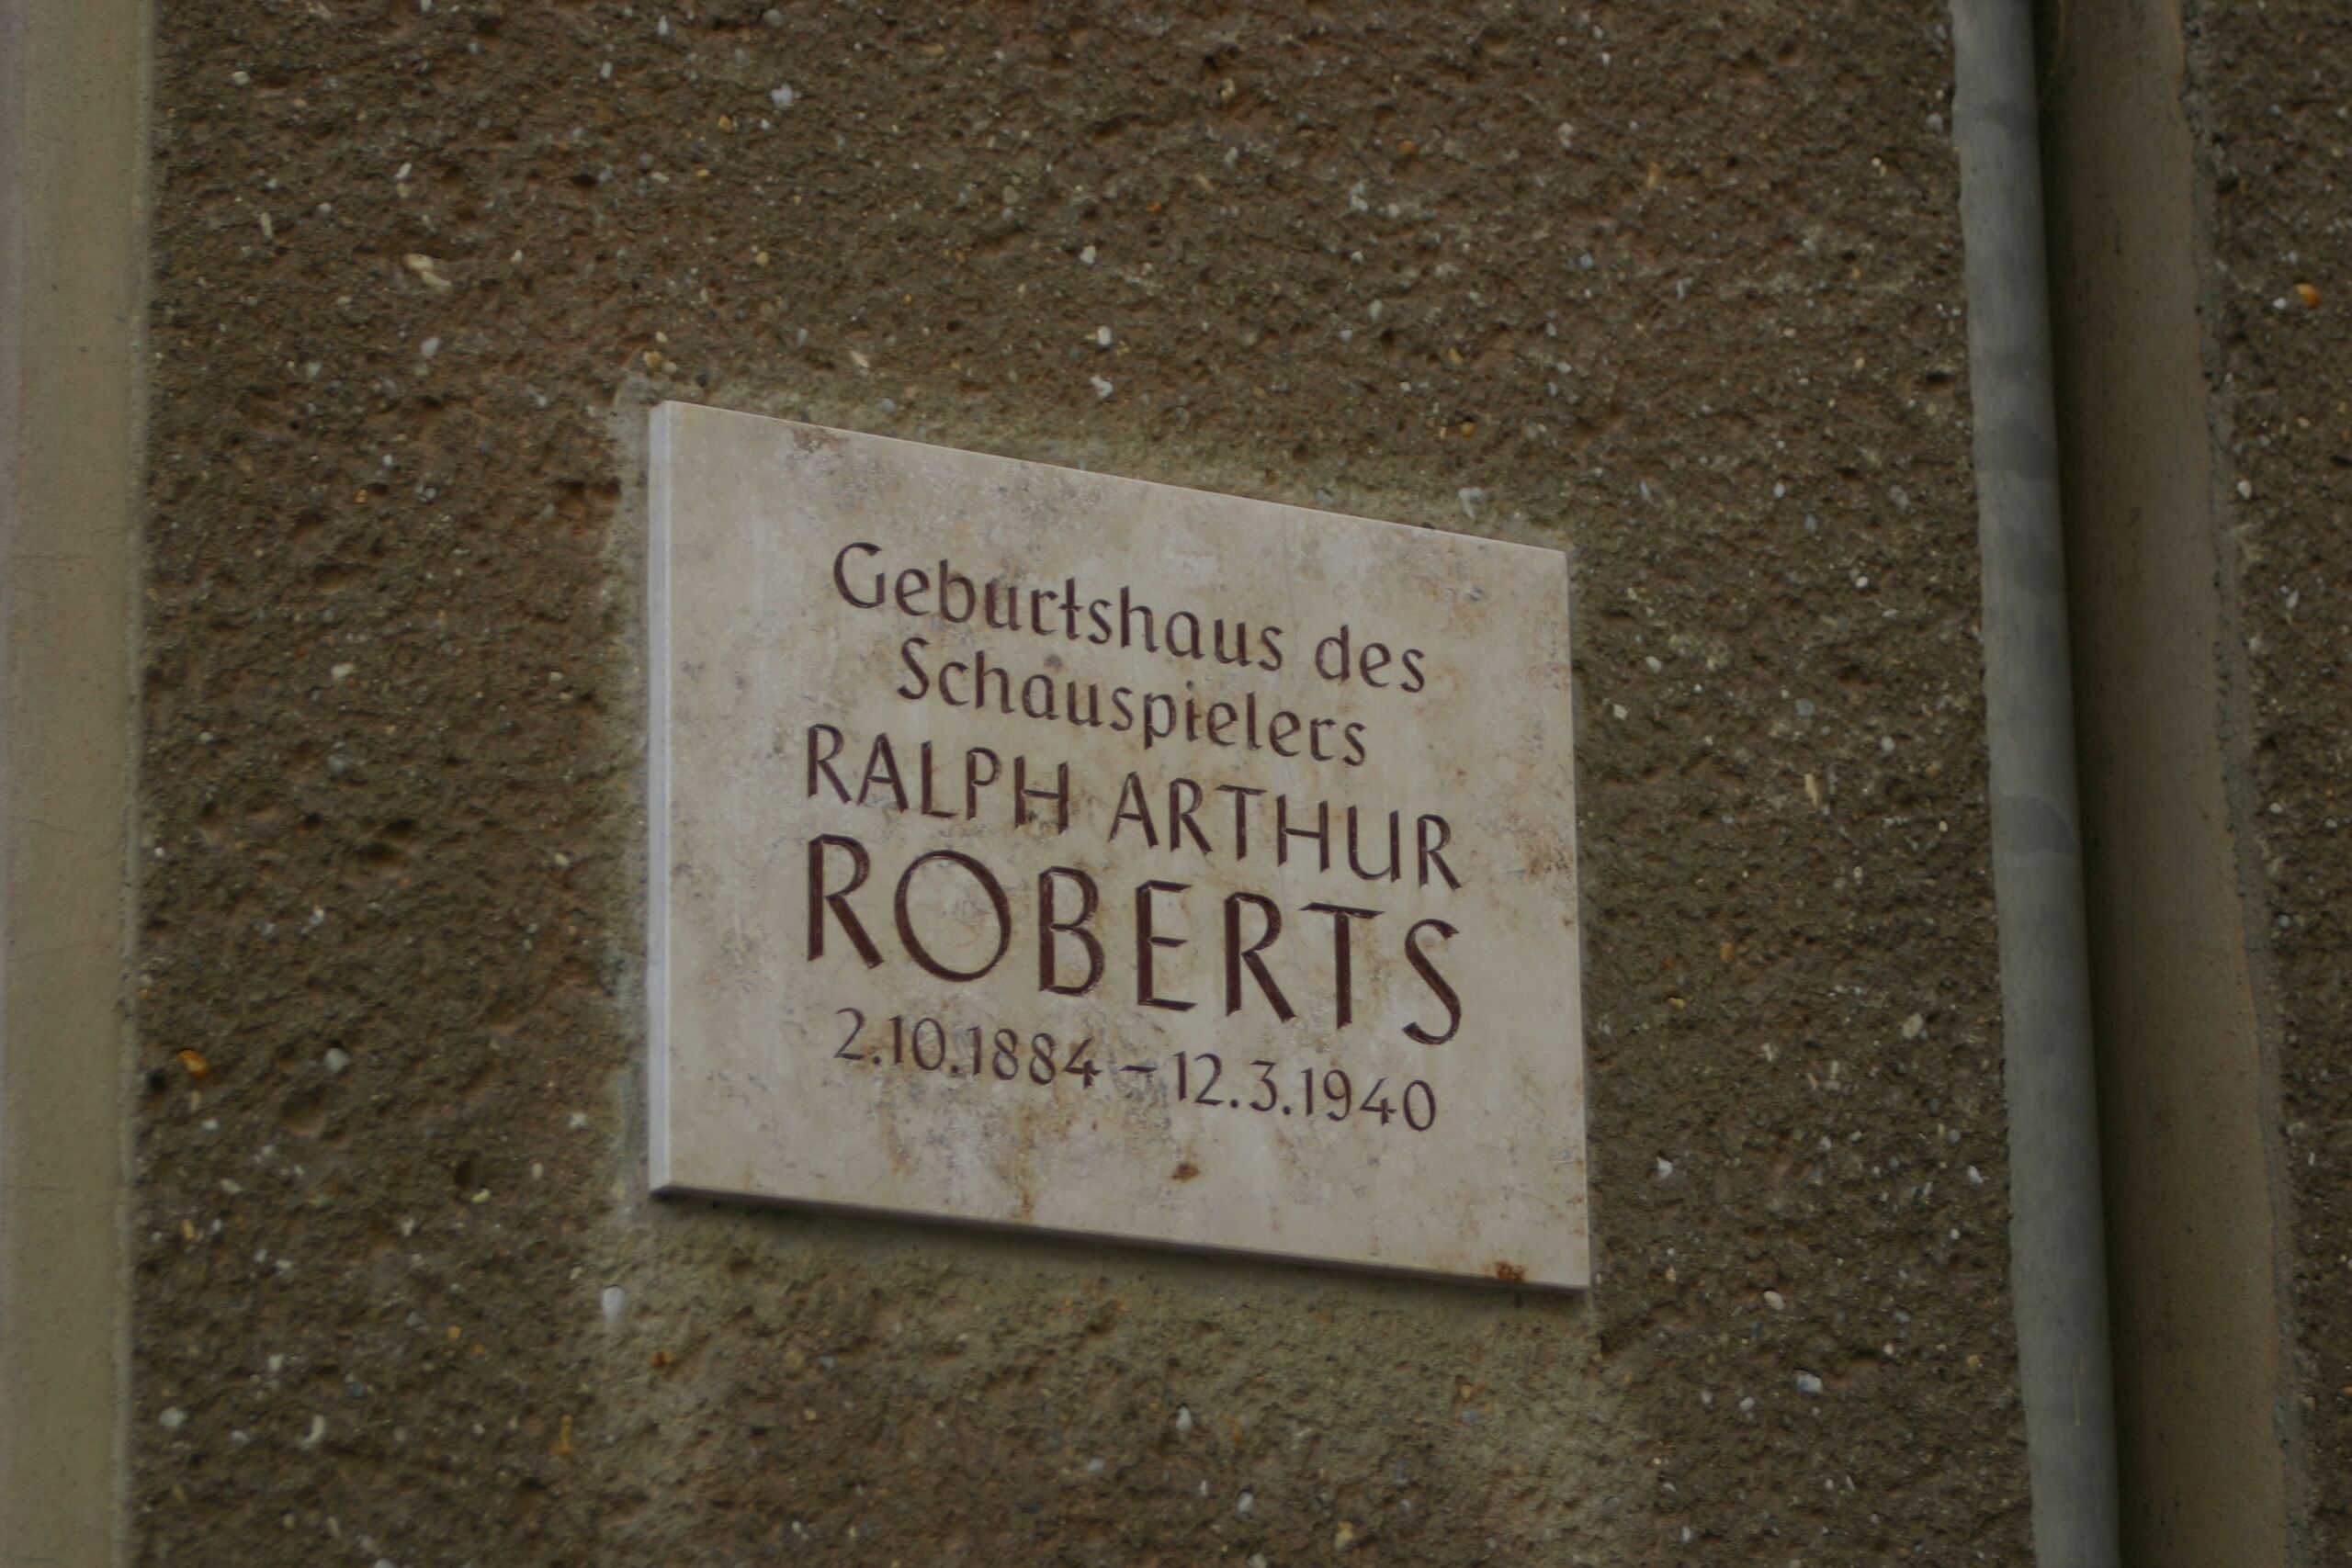 Geburtshaus des
Schauspielers
RALPH ARTHUR
ROBERTS
2.10.1884 – 12.3.1940